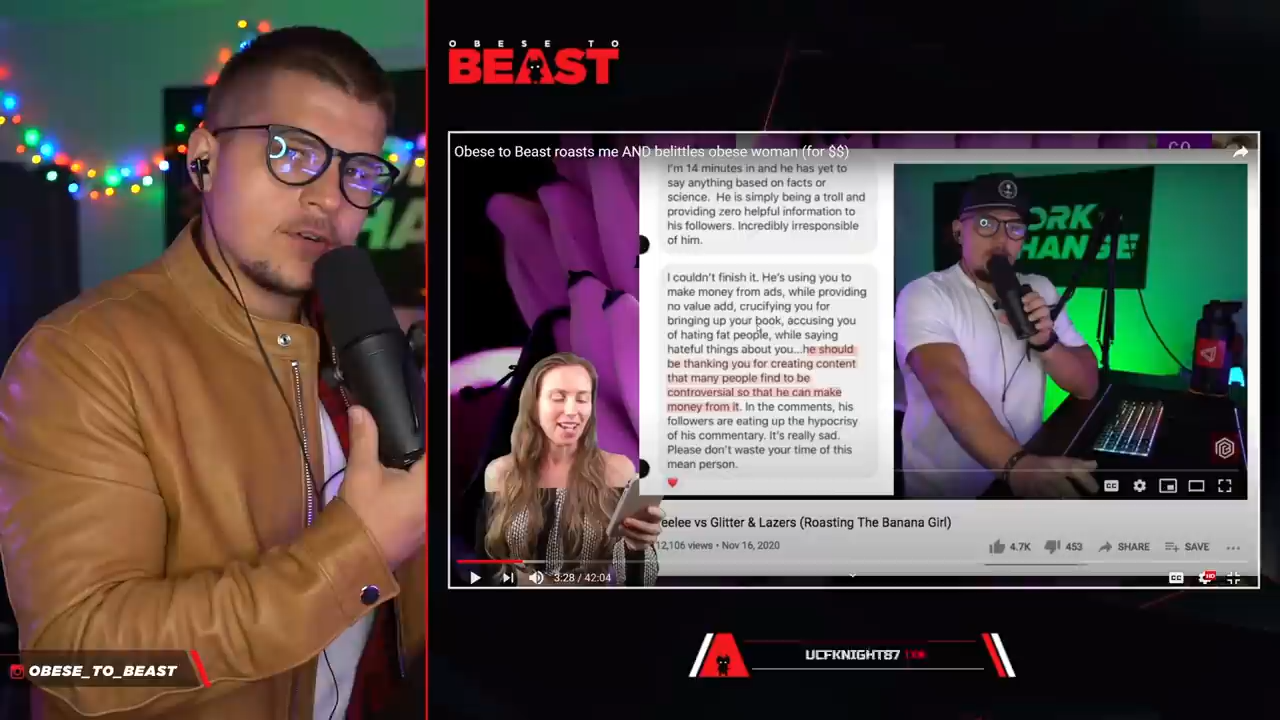 OBESE TO
BEAST
Obese to Beast roasts me AND belittles obese woman (for $$)
I'm 14 minutes in and he has yet to
say anything based on facts or
science. He is simply being a troll and
providing zero helpful information to
his followers. Incredibly irresponsible
of him.
I couldn't finish it. He's using you to
make money from ads, while providing
no value add, crucifying you for
bringing up your book, accusing you
of hating fat people, while saying
hateful things about you...he should
be thanking you for creating content
that many people find to be
controversial so that he can make
money from it. In the comments, his
followers are eating up the hypocrisy
of his commentary. It's really sad.
Please don't waste your time of this
mean person.
ORK
HANGE
CC
eelee vs Glitter & Lazers (Roasting The Banana Girl)
12,106 views • Nov 16, 2020
4.7K
453
SHARE
SAVE
3:28 / 42:04
CC
HD
OBESE_TO_BEAST
UCFKNIGHT87